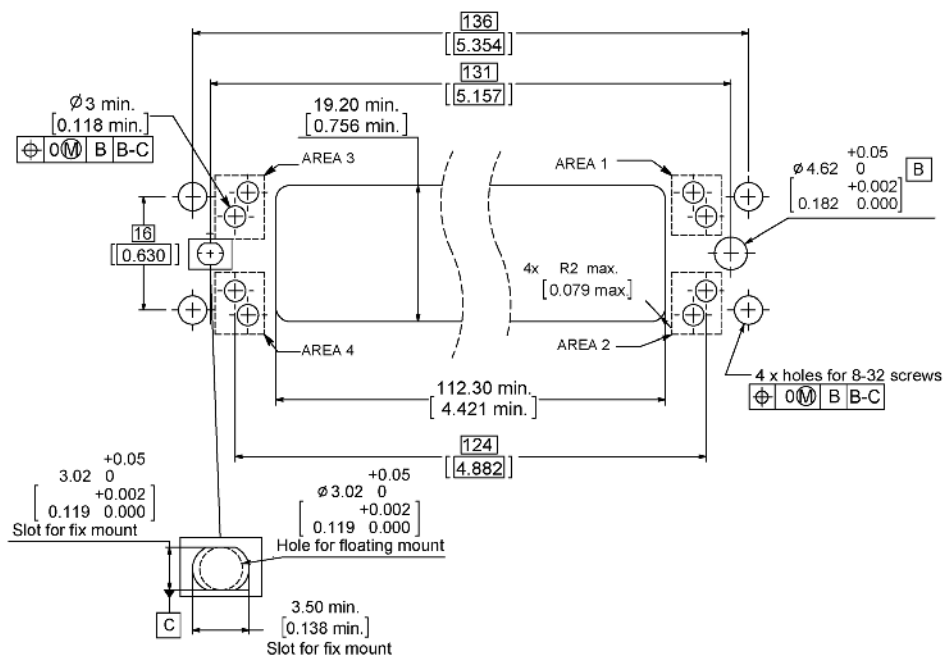 136
[5.354]
131
[5.157]
Ø3 min.
[0.118 min.]
⌖ 0Ⓜ B B-C
19.20 min.
[0.756 min.]
AREA 3
AREA 1
+0.05
Ø4.62 0
+0.002
[0.182 0.000]
B
16
[0.630]
4x R2 max.
[0.079 max.]
AREA 4
AREA 2
112.30 min.
[4.421 min.]
4 x holes for 8-32 screws
⌖ 0Ⓜ B B-C
124
[4.882]
+0.05
3.02 0
+0.002
[0.119 0.000]
Slot for fix mount
+0.05
Ø3.02 0
+0.002
[0.119 0.000]
Hole for floating mount
C
3.50 min.
[0.138 min.]
Slot for fix mount